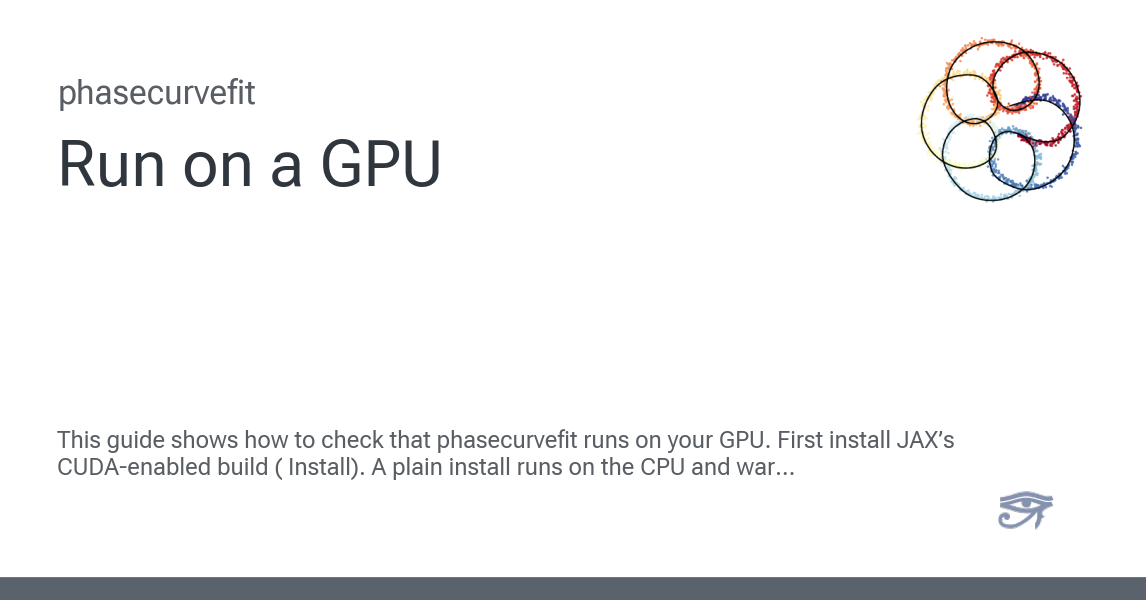 phasecurvefit
Run on a GPU
This guide shows how to check that phasecurvefit runs on your GPU. First install JAX’s
CUDA-enabled build ( Install). A plain install runs on the CPU and war…